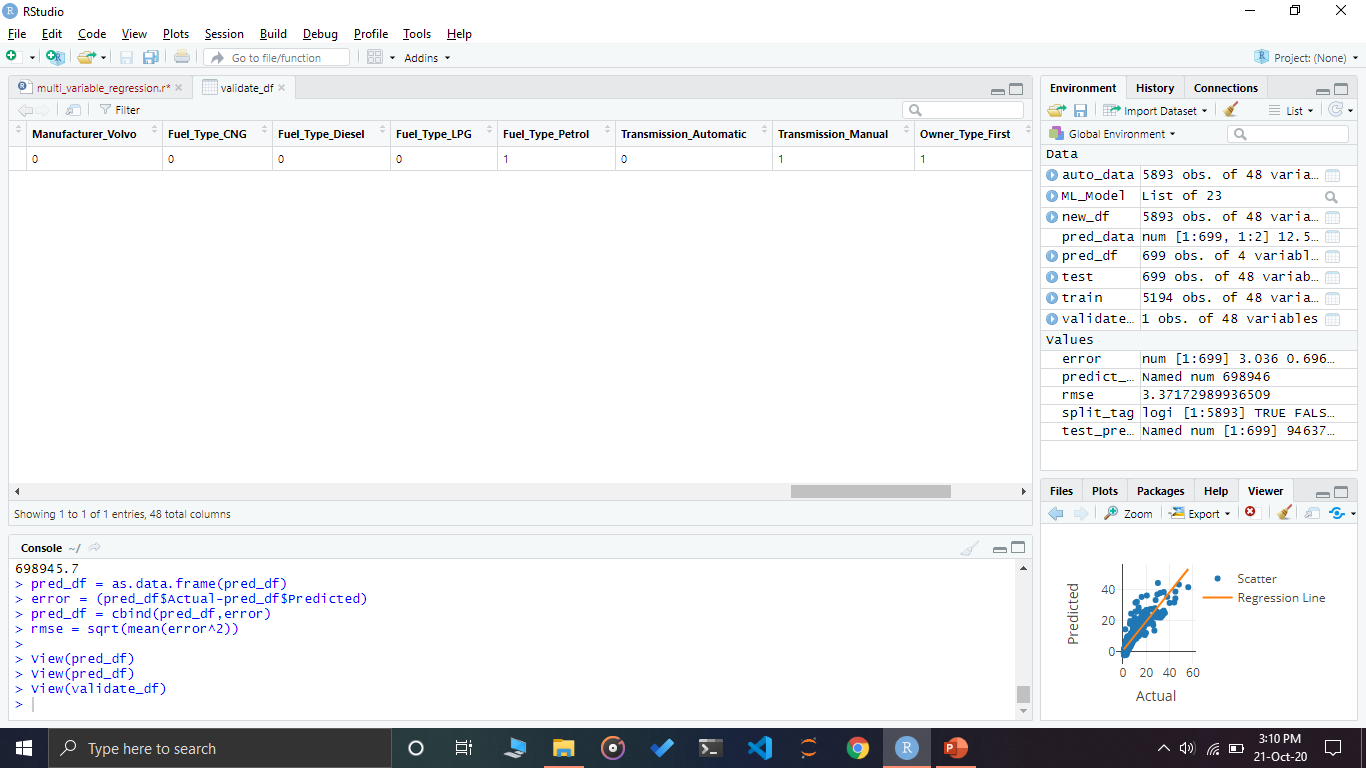 RStudio
File Edit Code View Plots Session Build Debug Profile Tools Help
Go to file/function Addins Project: (None)
multi_variable_regression.r* validate_df
Filter
Manufacturer_Volvo Fuel_Type_CNG Fuel_Type_Diesel Fuel_Type_LPG Fuel_Type_Petrol Transmission_Automatic Transmission_Manual Owner_Type_First
0 0 0 0 1 0 1 1
Showing 1 to 1 of 1 entries, 48 total columns
Console ~/
698945.7
> pred_df = as.data.frame(pred_df)
> error = (pred_df$Actual-pred_df$Predicted)
> pred_df = cbind(pred_df,error)
> rmse = sqrt(mean(error^2))
>
> View(pred_df)
> View(pred_df)
> View(validate_df)
>
Environment History Connections
Import Dataset List
Global Environment
Data
auto_data 5893 obs. of 48 varia…
ML_Model List of 23
new_df 5893 obs. of 48 varia…
pred_data num [1:699, 1:2] 12.5…
pred_df 699 obs. of 4 variabl…
test 699 obs. of 48 variab…
train 5194 obs. of 48 varia…
validate… 1 obs. of 48 variables
Values
error num [1:699] 3.036 0.696…
predict_… Named num 698946
rmse 3.37172989936509
split_tag logi [1:5893] TRUE FALS…
test_pre… Named num [1:699] 94637…
Files Plots Packages Help Viewer
Zoom Export
Predicted
40
20
0
0 20 40 60
Actual
Scatter
Regression Line
Type here to search
3:10 PM
21-Oct-20